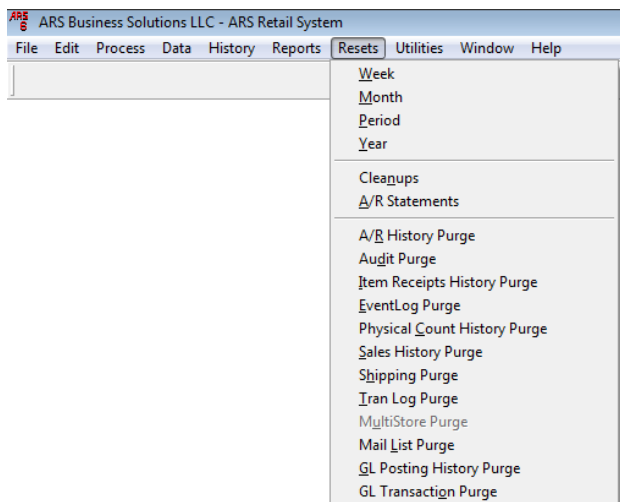 ARS 6 ARS Business Solutions LLC - ARS Retail System
File Edit Process Data History Reports Resets Utilities Window Help
Week
Month
Period
Year
Cleanups
A/R Statements
A/R History Purge
Audit Purge
Item Receipts History Purge
EventLog Purge
Physical Count History Purge
Sales History Purge
Shipping Purge
Tran Log Purge
MultiStore Purge
Mail List Purge
GL Posting History Purge
GL Transaction Purge